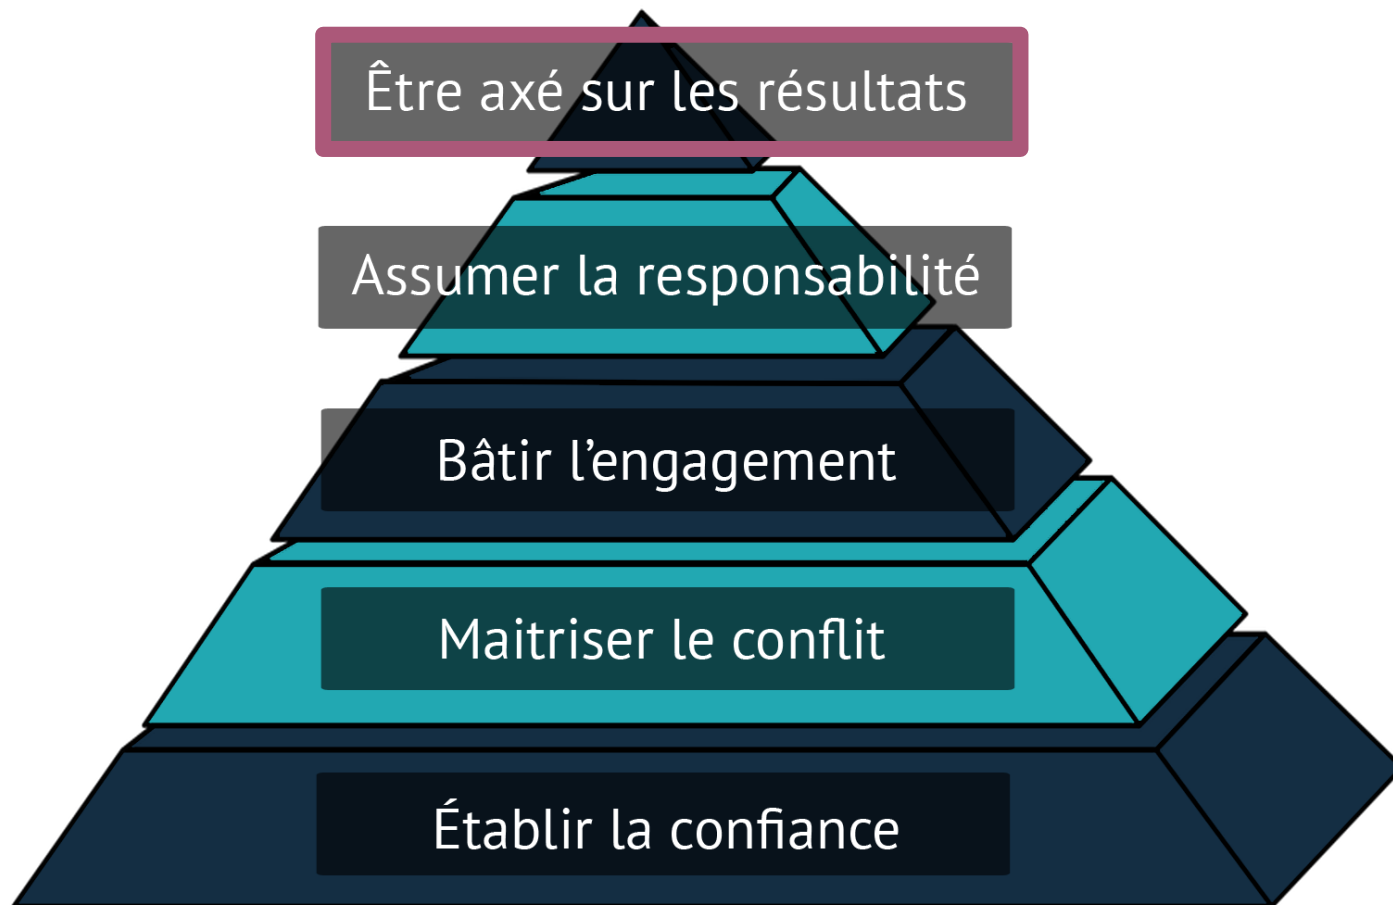 Être axé sur les résultats
Assumer la responsabilité
Bâtir l’engagement
Maitriser le conflit
Établir la confiance